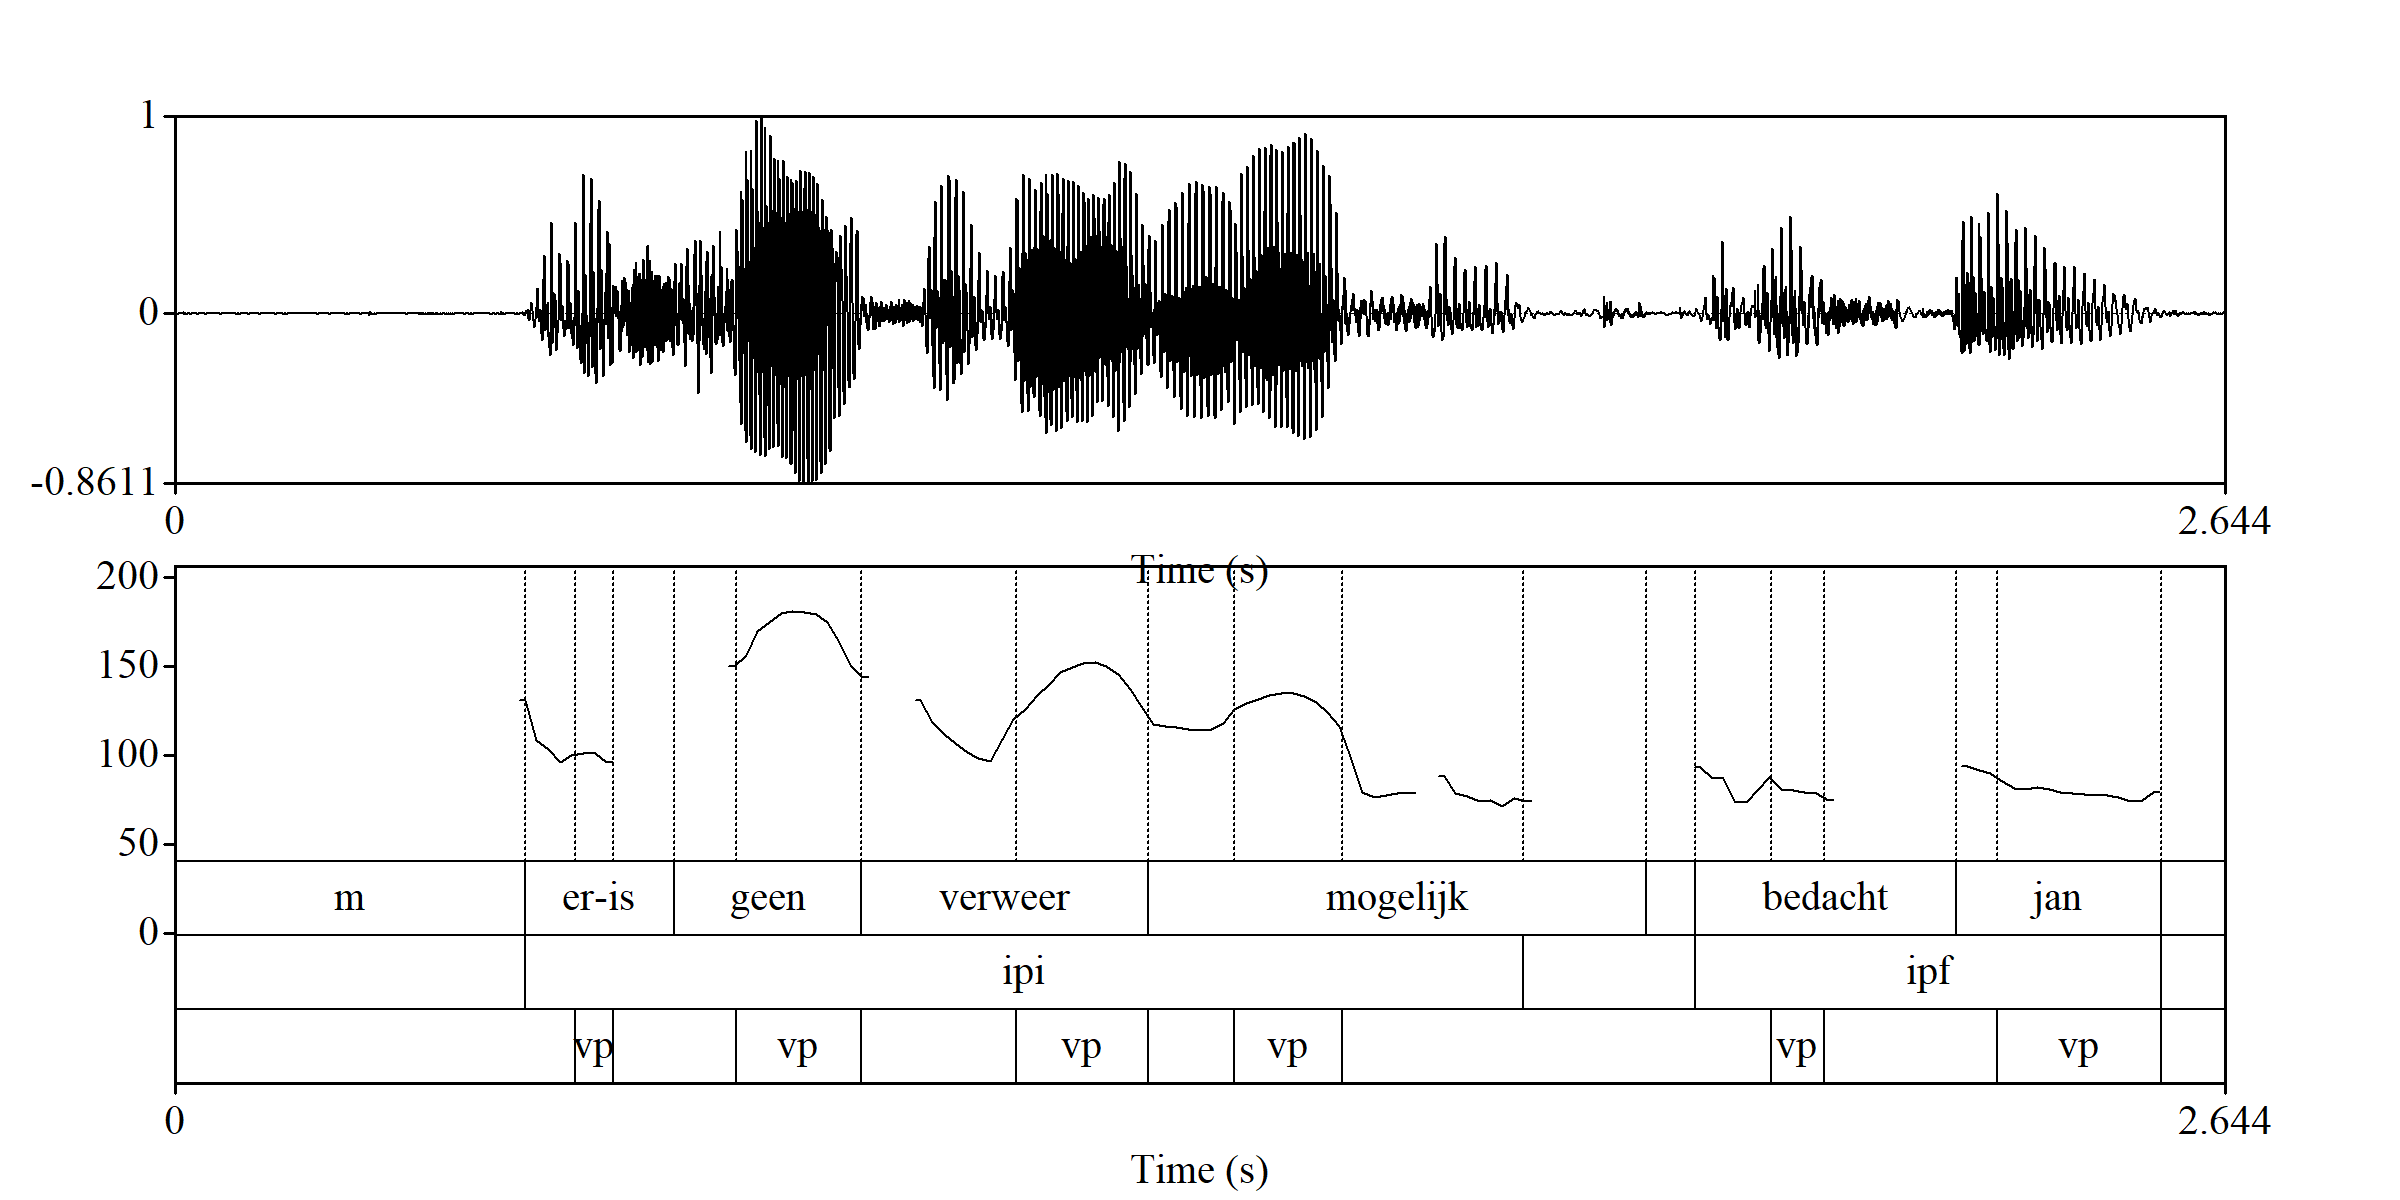 1
0
-0.8611
0 2.644
Time (s)
200
150
100
50
0
m er-is geen verweer mogelijk bedacht jan
ipi ipf
vp vp vp vp vp vp
0 2.644
Time (s)